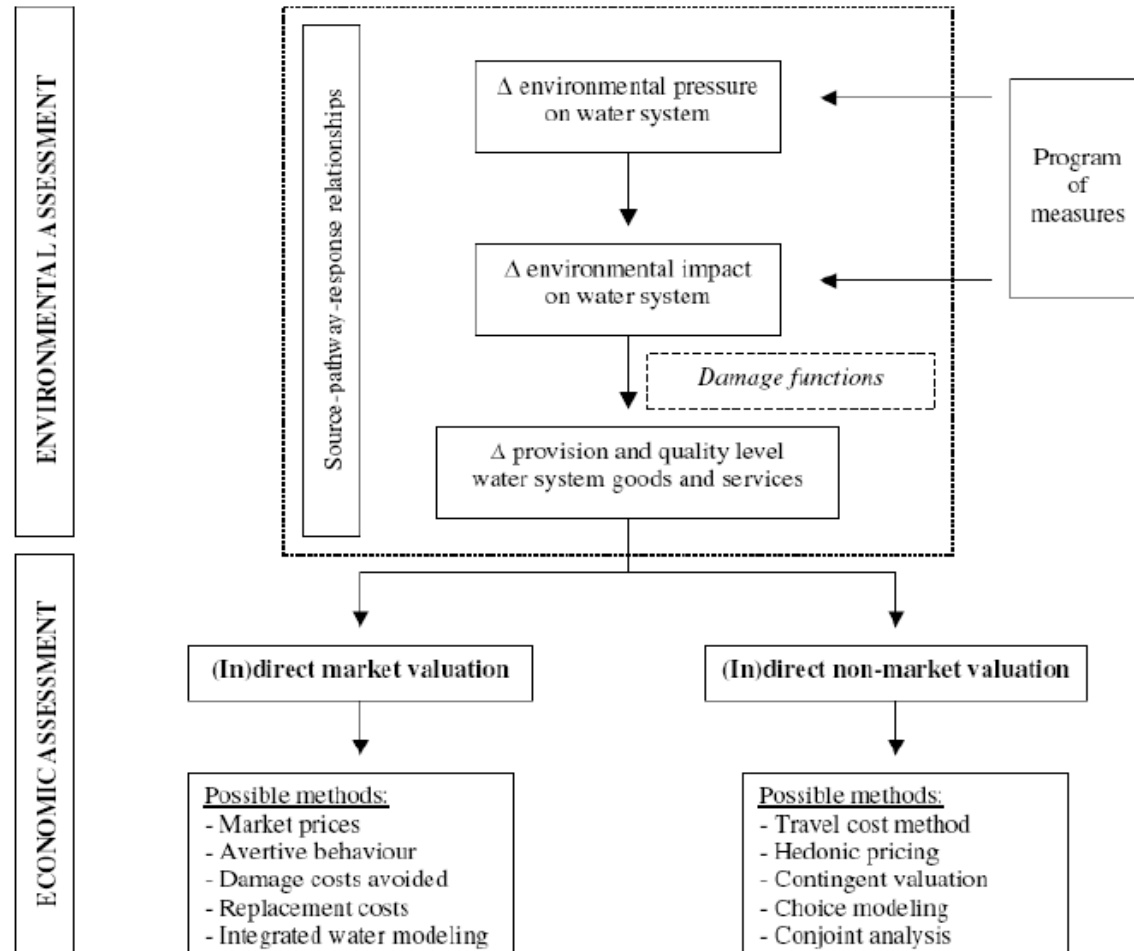 ENVIRONMENTAL ASSESSMENT
Source-pathway-response relationships
Δ environmental pressure
on water system
Program
of
measures
Δ environmental impact
on water system
Damage functions
Δ provision and quality level
water system goods and services
ECONOMIC ASSESSMENT
(In)direct market valuation
(In)direct non-market valuation
Possible methods:
- Market prices
- Avertive behaviour
- Damage costs avoided
- Replacement costs
- Integrated water modeling
Possible methods:
- Travel cost method
- Hedonic pricing
- Contingent valuation
- Choice modeling
- Conjoint analysis